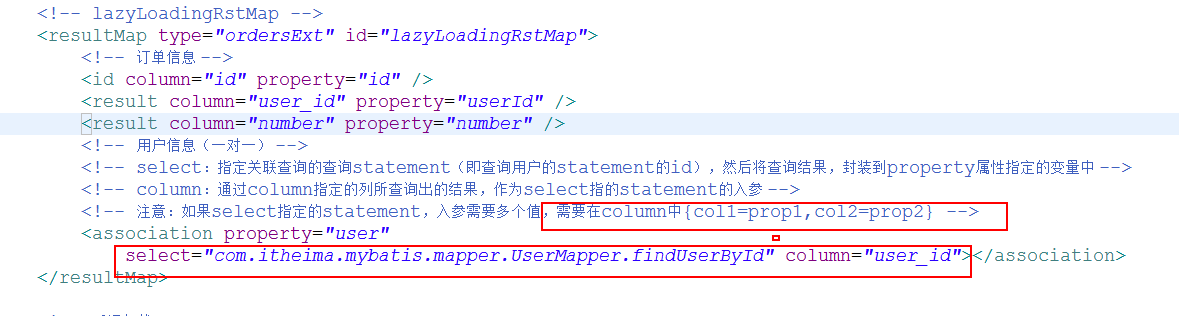 <!-- lazyLoadingRstMap -->
<resultMap type="ordersExt" id="lazyLoadingRstMap">
<!-- 订单信息 -->
<id column="id" property="id" />
<result column="user_id" property="userId" />
<result column="number" property="number" />
<!-- 用户信息（一对一） -->
<!-- select：指定关联查询的查询statement（即查询用户的statement的id），然后将查询结果，封装到property属性指定的变量中 -->
<!-- column：通过column指定的列所查询出的结果，作为select指的statement的入参 -->
<!-- 注意：如果select指定的statement，入参需要多个值，需要在column中{col1=prop1,col2=prop2} -->
<association property="user"
select="com.itheima.mybatis.mapper.UserMapper.findUserById" column="user_id"></association>
</resultMap>